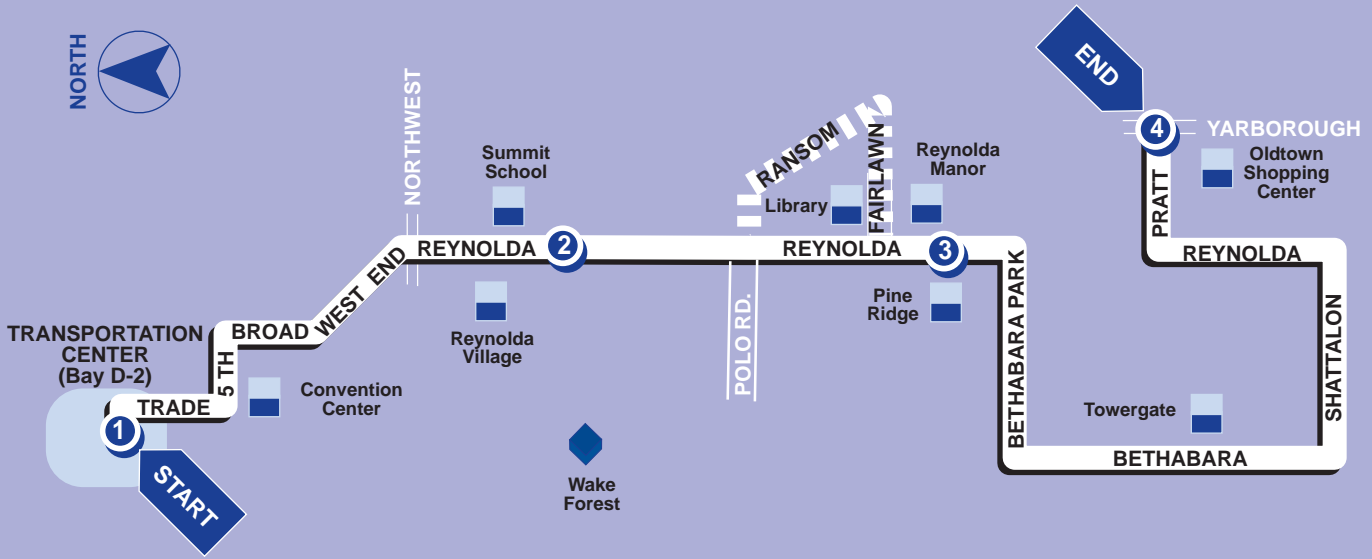 NORTH
TRANSPORTATION
CENTER
(Bay D-2)
1
START
TRADE
5 TH
BROAD
WEST END
Convention
Center
NORTHWEST
REYNOLDA
Summit
School
2
Reynolda
Village
Wake
Forest
POLO RD.
RANSOM
Library
FAIRLAWN
Reynolda
Manor
REYNOLDA
3
Pine
Ridge
BETHABARA PARK
BETHABARA
Towergate
SHATTALON
REYNOLDA
PRATT
4
YARBOROUGH
Oldtown
Shopping
Center
END